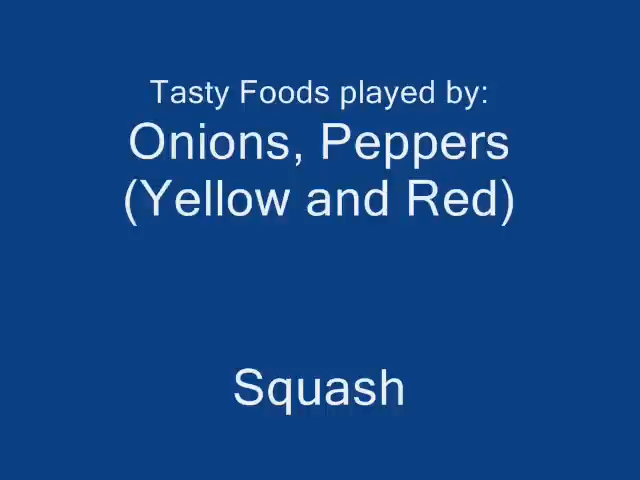 Tasty Foods played by:
Onions, Peppers
(Yellow and Red)
Squash